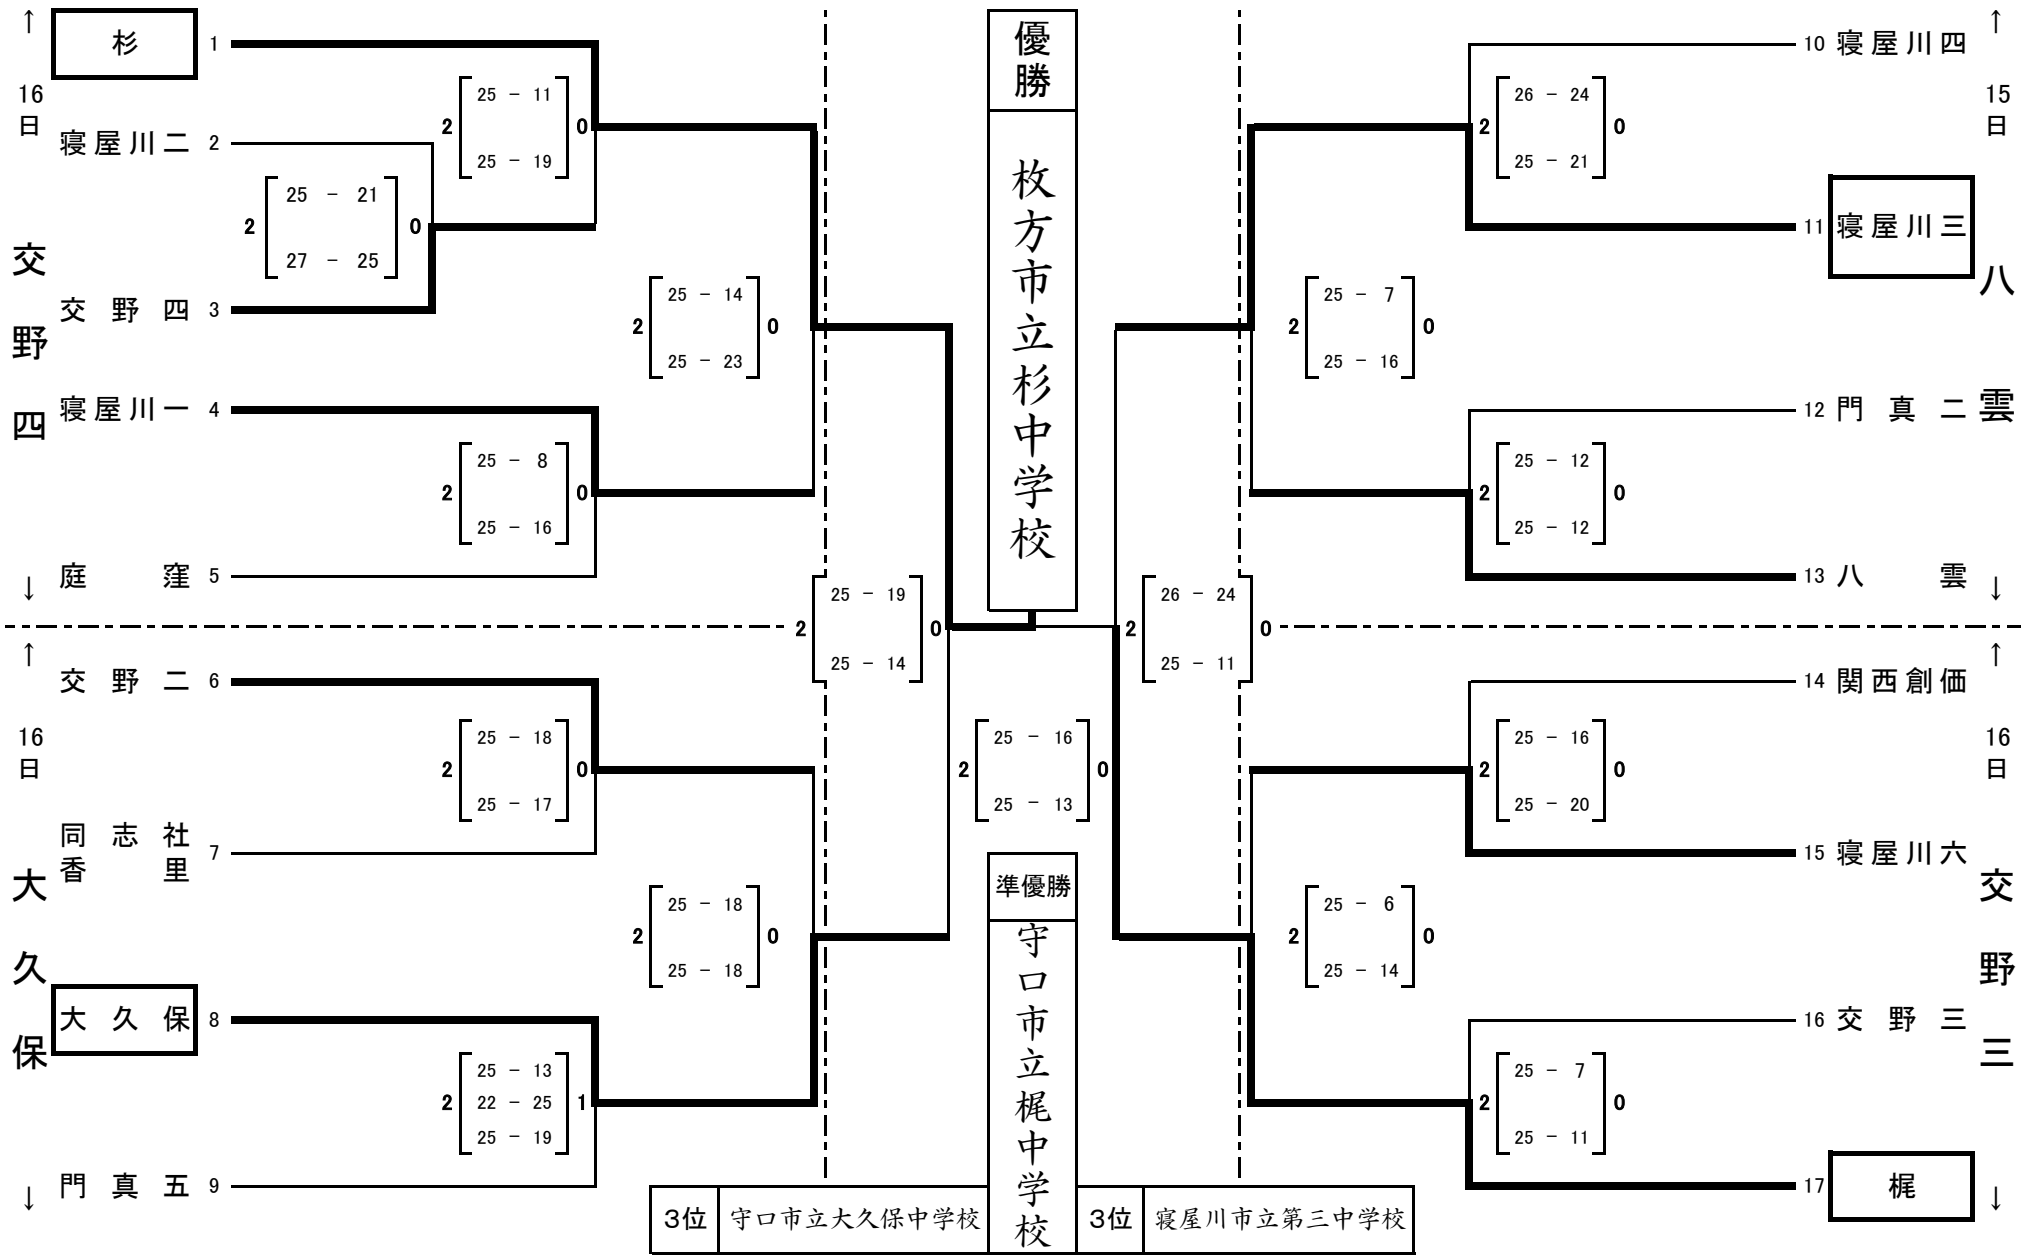 ↑
16
日
交
野
四
↓
杉 1
寝屋川二 2
交野四 3
寝屋川一 4
庭窪 5
2 25 - 11 0
25 - 19
2 25 - 21 0
27 - 25
2 25 - 14 0
25 - 23
2 25 - 8 0
25 - 16
↑
16
日
大
久
保
↓
交野二 6
同志社
香里 7
大久保 8
門真五 9
2 25 - 18 0
25 - 17
2 25 - 18 0
25 - 18
2 25 - 13 1
22 - 25
25 - 19
2 25 - 19 0
25 - 14
優勝
枚方市立杉中学校
2 25 - 16 0
25 - 13
準優勝
守口市立梶中学校
3位 守口市立大久保中学校
3位 寝屋川市立第三中学校
2 26 - 24 0
25 - 11
10 寝屋川四
11 寝屋川三
12 門真二
13 八雲
2 26 - 24 0
25 - 21
2 25 - 7 0
25 - 16
2 25 - 12 0
25 - 12
↑
15
日
八
雲
↓
14 関西創価
15 寝屋川六
16 交野三
17 梶
2 25 - 16 0
25 - 20
2 25 - 6 0
25 - 14
2 25 - 7 0
25 - 11
↑
16
日
交
野
三
↓